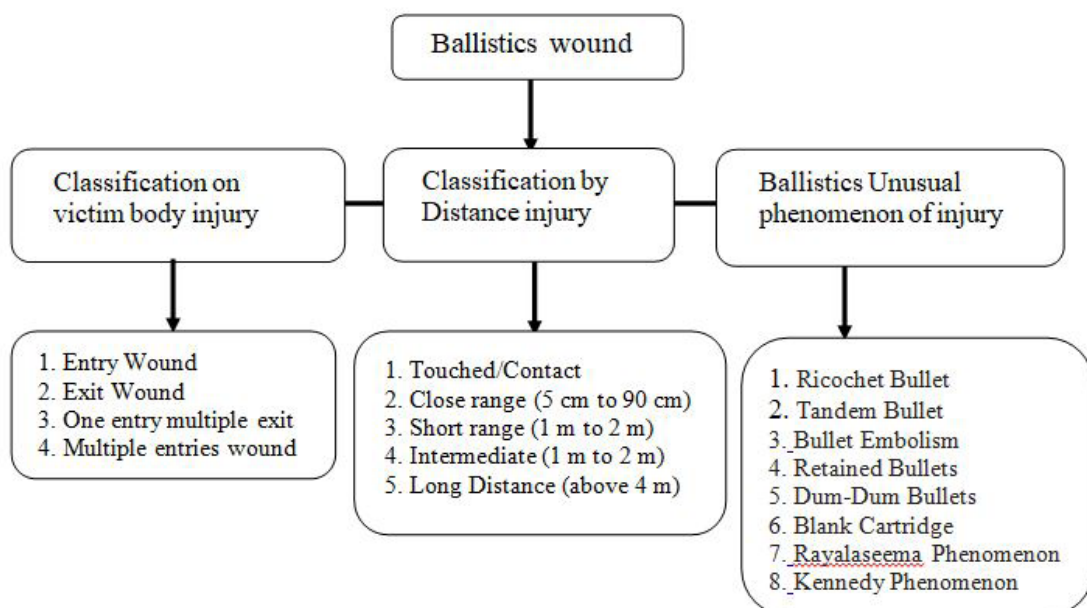 Ballistics wound
Classification on
victim body injury
Classification by
Distance injury
Ballistics Unusual
phenomenon of injury
1. Entry Wound
2. Exit Wound
3. One entry multiple exit
4. Multiple entries wound
1. Touched/Contact
2. Close range (5 cm to 90 cm)
3. Short range (1 m to 2 m)
4. Intermediate (1 m to 2 m)
5. Long Distance (above 4 m)
1. Ricochet Bullet
2. Tandem Bullet
3. Bullet Embolism
4. Retained Bullets
5. Dum-Dum Bullets
6. Blank Cartridge
7. Rayalaseema Phenomenon
8. Kennedy Phenomenon